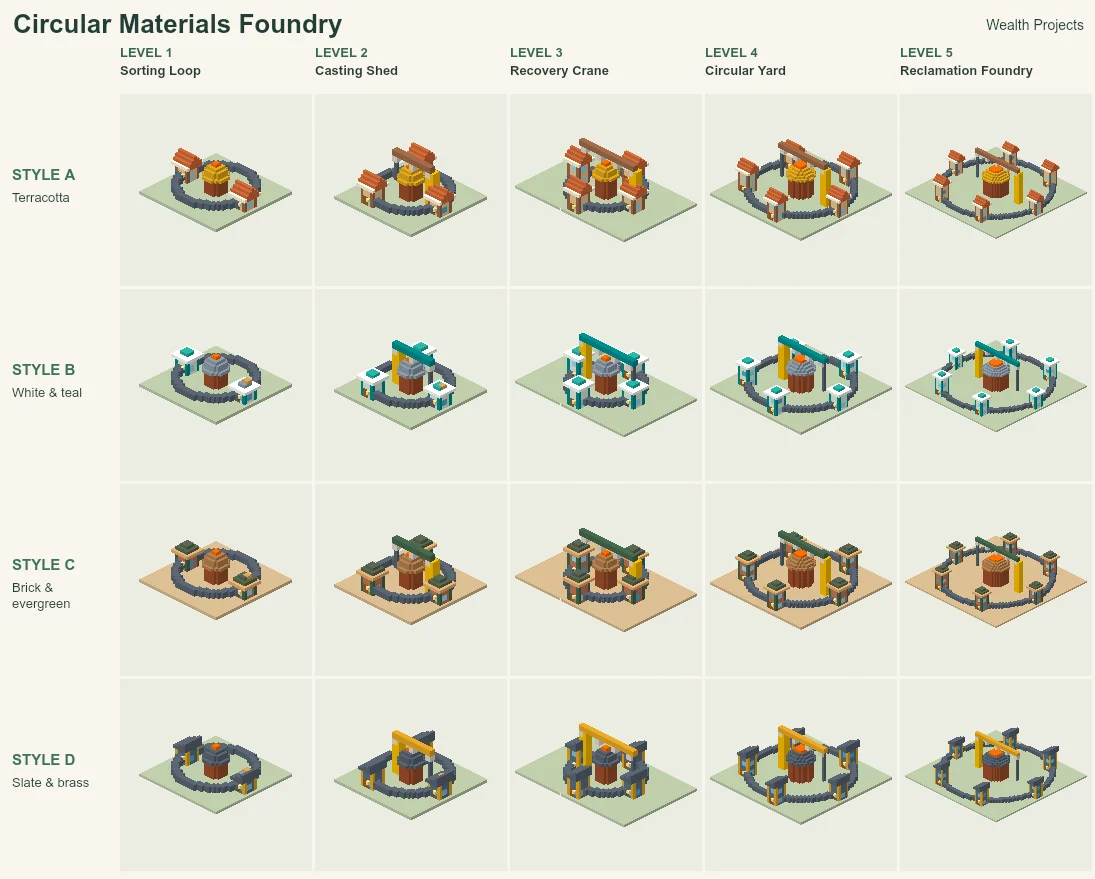 Circular Materials Foundry
Wealth Projects
LEVEL 1
Sorting Loop
LEVEL 2
Casting Shed
LEVEL 3
Recovery Crane
LEVEL 4
Circular Yard
LEVEL 5
Reclamation Foundry
STYLE A
Terracotta
STYLE B
White & teal
STYLE C
Brick &
evergreen
STYLE D
Slate & brass